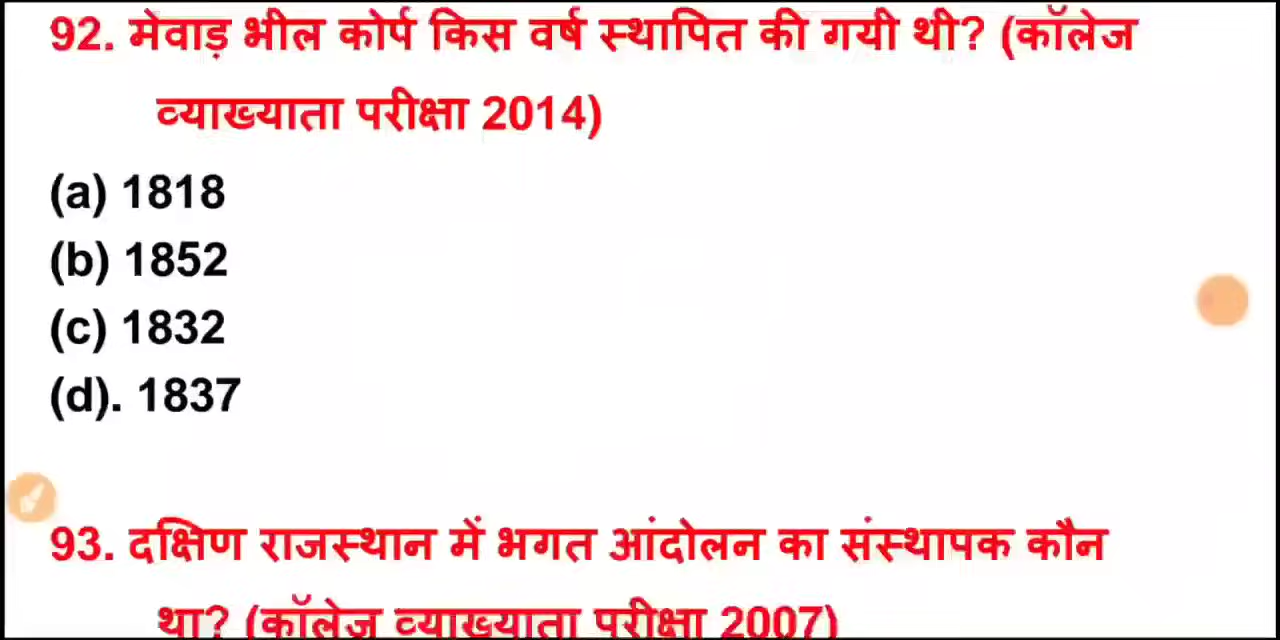 92. मेवाड़ भील कोर्प किस वर्ष स्थापित की गयी थी? (कॉलेज
व्याख्याता परीक्षा 2014)
(a) 1818
(b) 1852
(c) 1832
(d). 1837
93. दक्षिण राजस्थान में भगत आंदोलन का संस्थापक कौन
था? (कॉलेज व्याख्याता परीक्षा 2007)